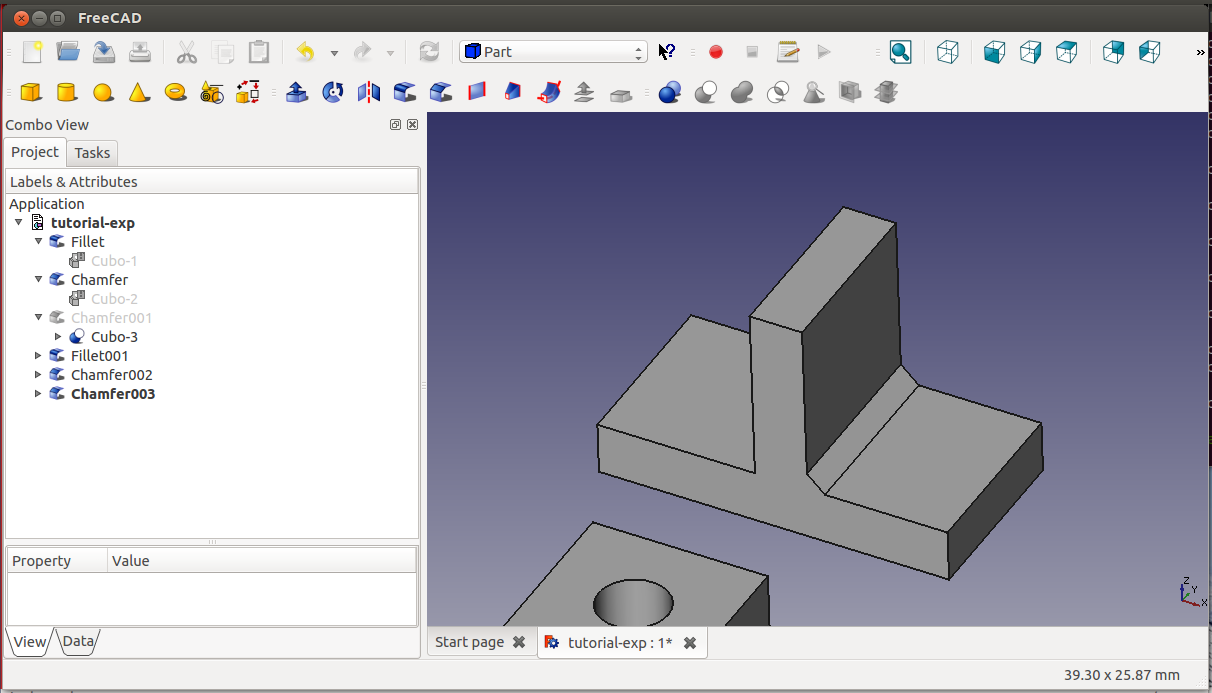 FreeCAD
Part
»
Combo View
Project Tasks
Labels & Attributes
Application
tutorial-exp
Fillet
Cubo-1
Chamfer
Cubo-2
Chamfer001
Cubo-3
Fillet001
Chamfer002
Chamfer003
Property Value
View Data
Z
Y
X
Start page tutorial-exp : 1*
39.30 x 25.87 mm